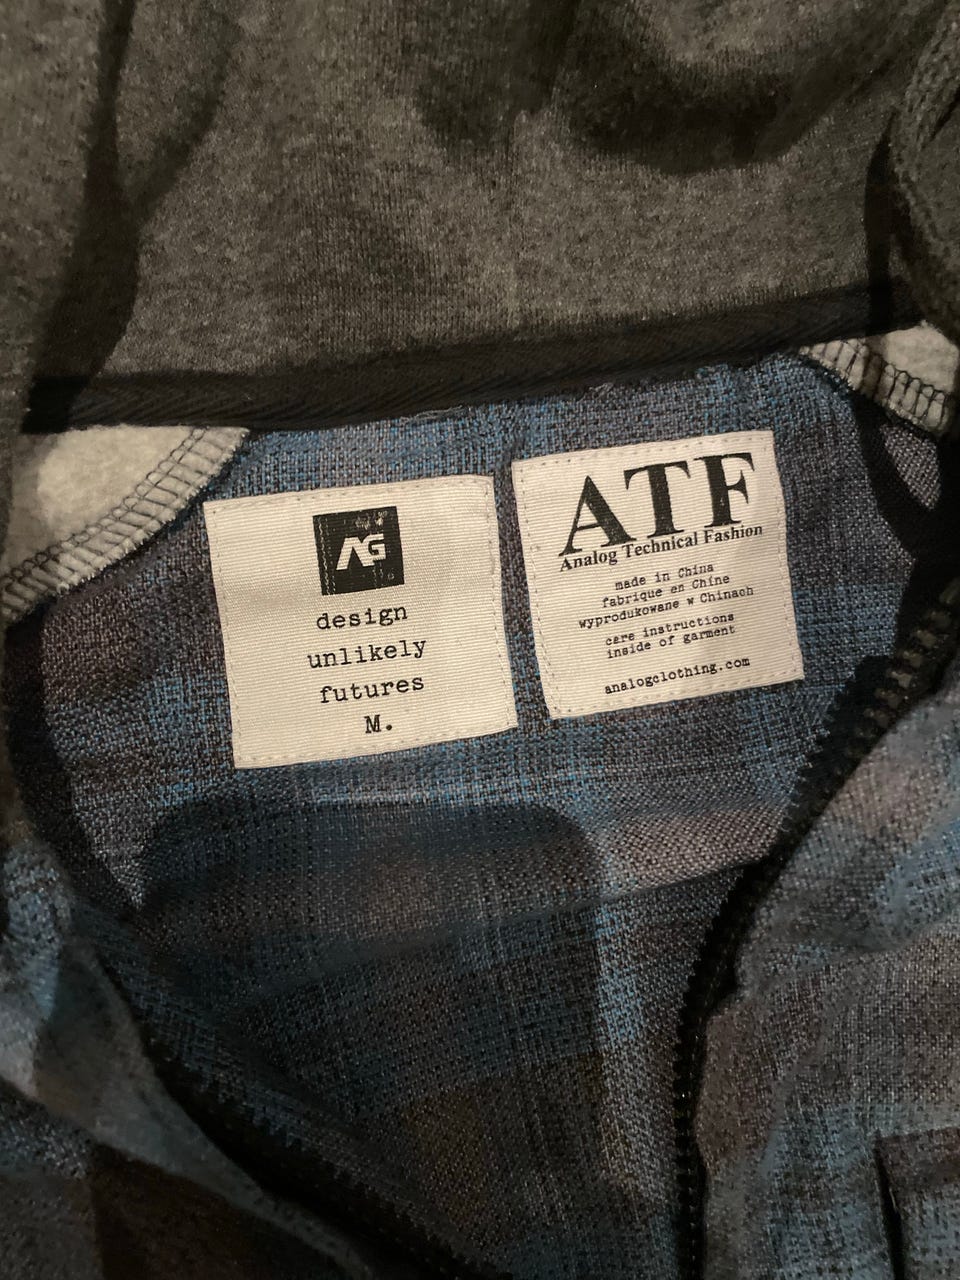 AG
design
unlikely
futures
M.
ATF
Analog Technical Fashion
made in China
fabrique en Chine
wyprodukowane w Chinach
care instructions
inside of garment
analogclothing.com